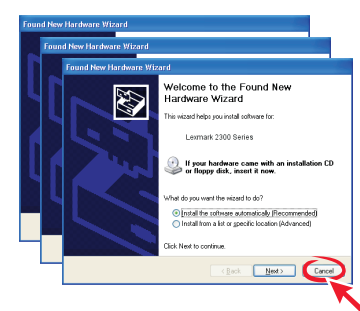 Found New Hardware Wizard
Found New Hardware Wizard
Found New Hardware Wizard
Welcome to the Found New
Hardware Wizard
This wizard helps you install software for:
Lexmark 2300 Series
If your hardware came with an installation CD
or floppy disk, insert it now.
What do you want the wizard to do?
Install the software automatically (Recommended)
Install from a list or specific location (Advanced)
Click Next to continue.
< Back
Next >
Cancel